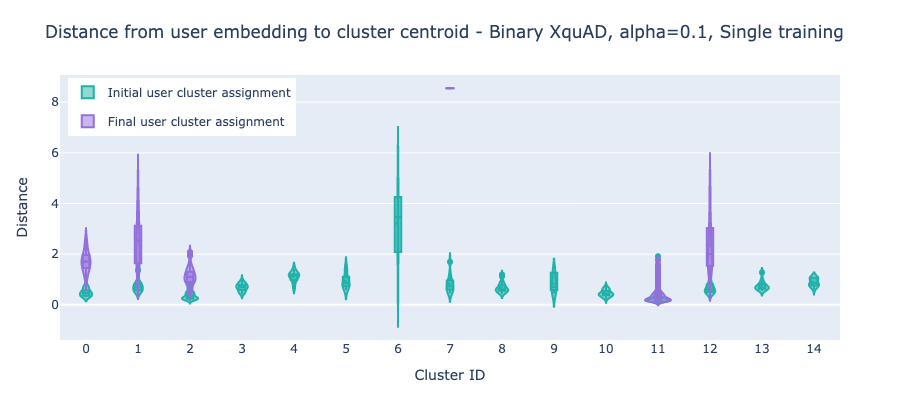 Distance from user embedding to cluster centroid - Binary XquAD, alpha=0.1, Single training
Initial user cluster assignment
Final user cluster assignment
8
6
4
2
0
Distance
0 1 2 3 4 5 6 7 8 9 10 11 12 13 14
Cluster ID